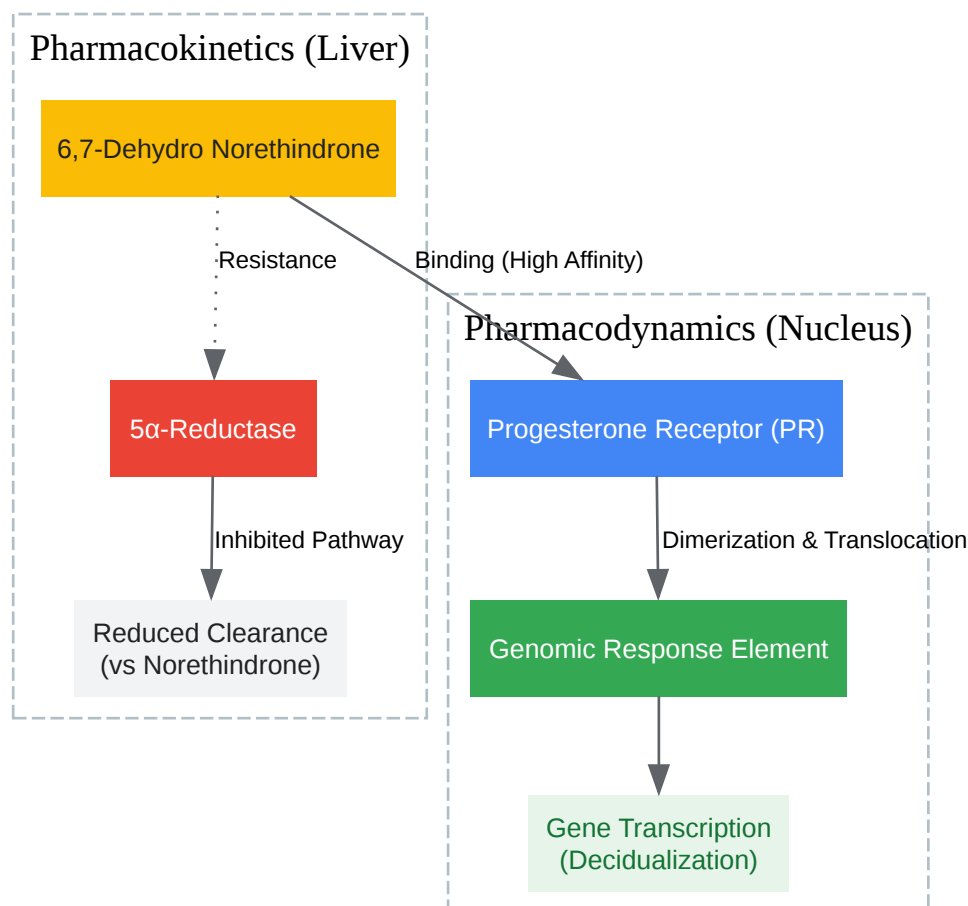 Pharmacokinetics (Liver)
6,7-Dehydro Norethindrone
Resistance
Binding (High Affinity)
Pharmacodynamics (Nucleus)
5α-Reductase
Progesterone Receptor (PR)
Inhibited Pathway
Dimerization & Translocation
Reduced Clearance
(vs Norethindrone)
Genomic Response Element
Gene Transcription
(Decidualization)